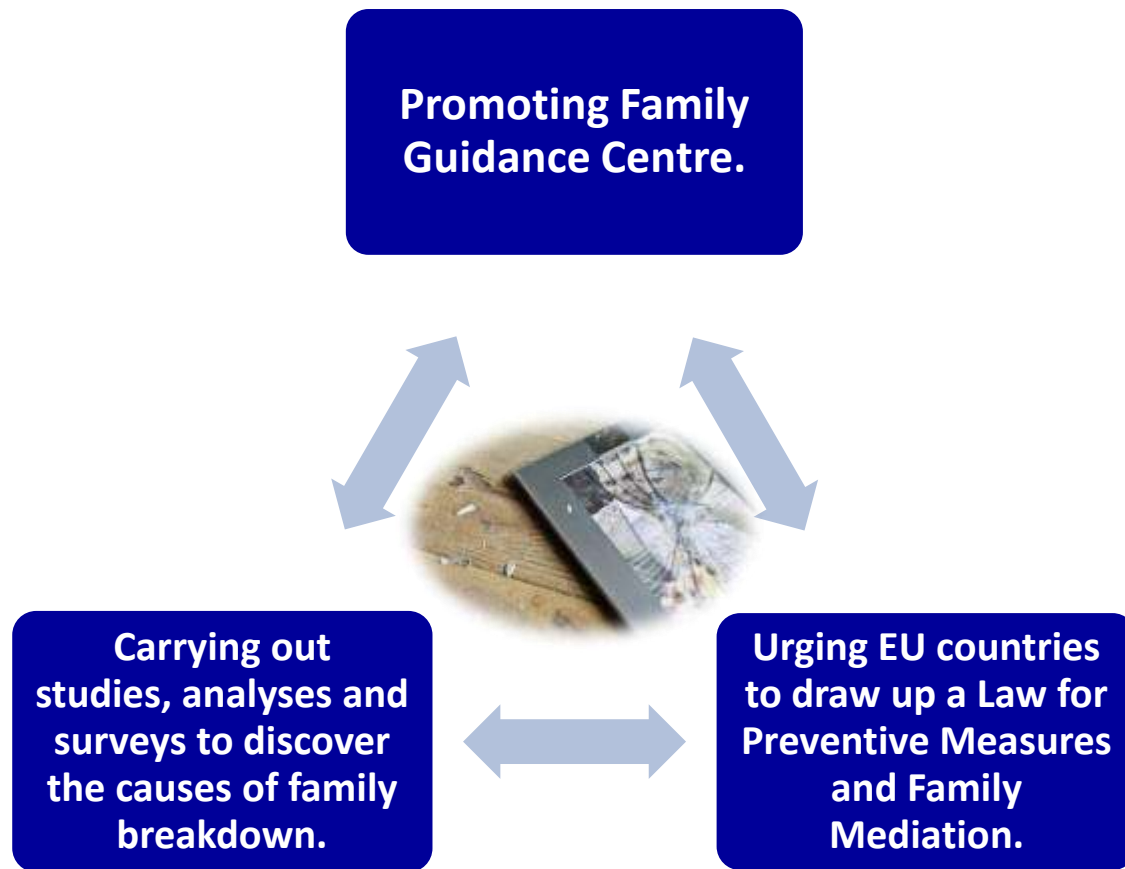 Promoting Family
Guidance Centre.
Carrying out
studies, analyses and
surveys to discover
the causes of family
breakdown.
Urging EU countries
to draw up a Law for
Preventive Measures
and Family
Mediation.